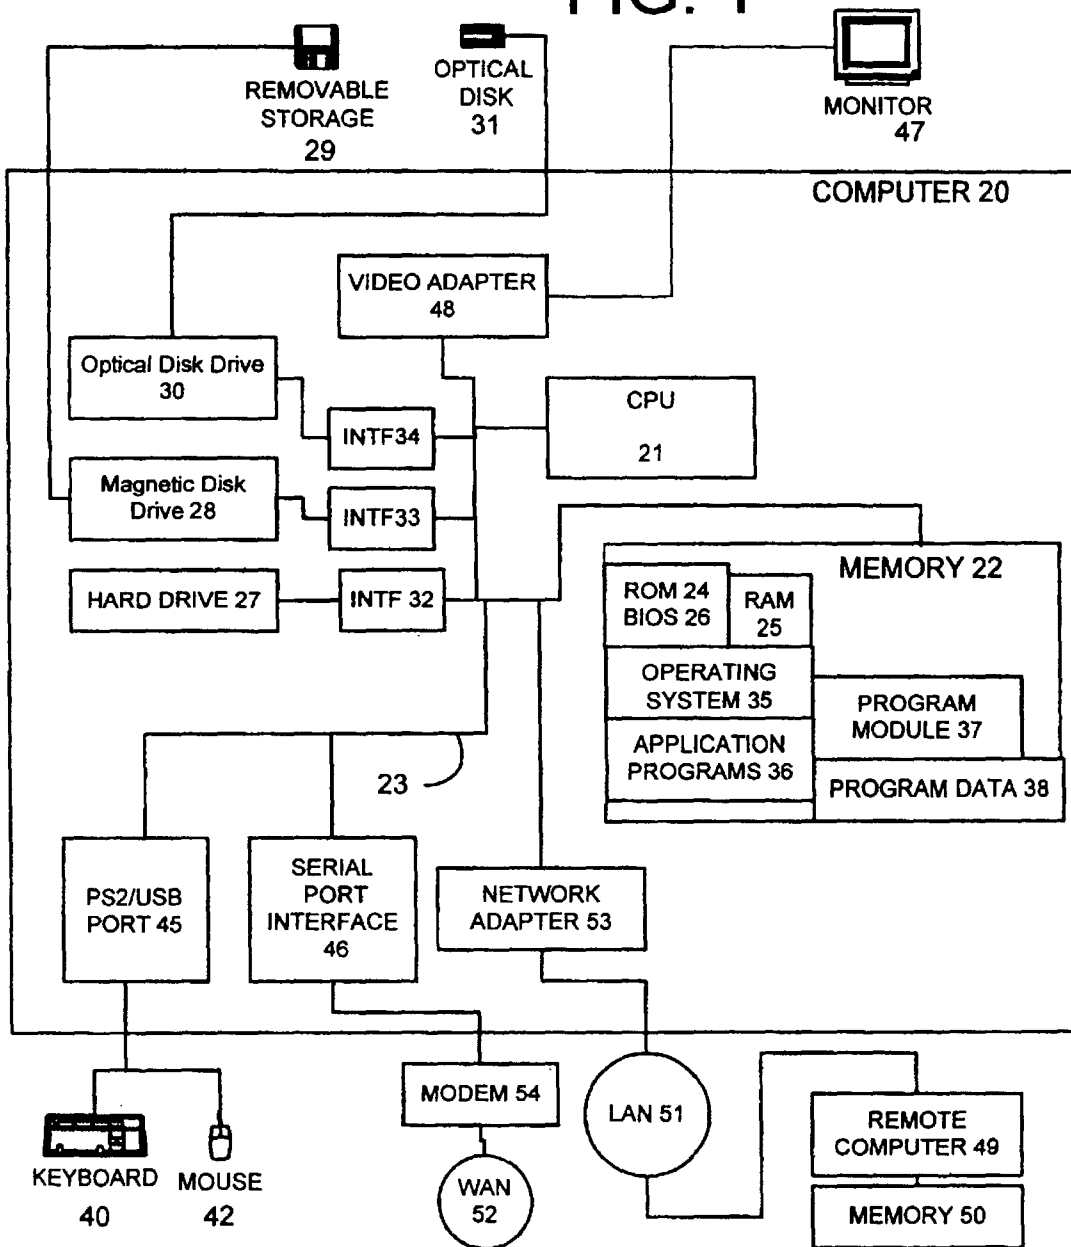 FIG. 1
REMOVABLE
STORAGE
29
OPTICAL
DISK
31
MONITOR
47
COMPUTER 20
VIDEO ADAPTER
48
Optical Disk Drive
30
CPU
21
INTF34
Magnetic Disk
Drive 28
INTF33
HARD DRIVE 27
INTF 32
MEMORY 22
ROM 24
BIOS 26
RAM
25
OPERATING
SYSTEM 35
PROGRAM
MODULE 37
APPLICATION
PROGRAMS 36
PROGRAM DATA 38
23
PS2/USB
PORT 45
SERIAL
PORT
INTERFACE
46
NETWORK
ADAPTER 53
MODEM 54
LAN 51
REMOTE
COMPUTER 49
KEYBOARD
40
MOUSE
42
WAN
52
MEMORY 50